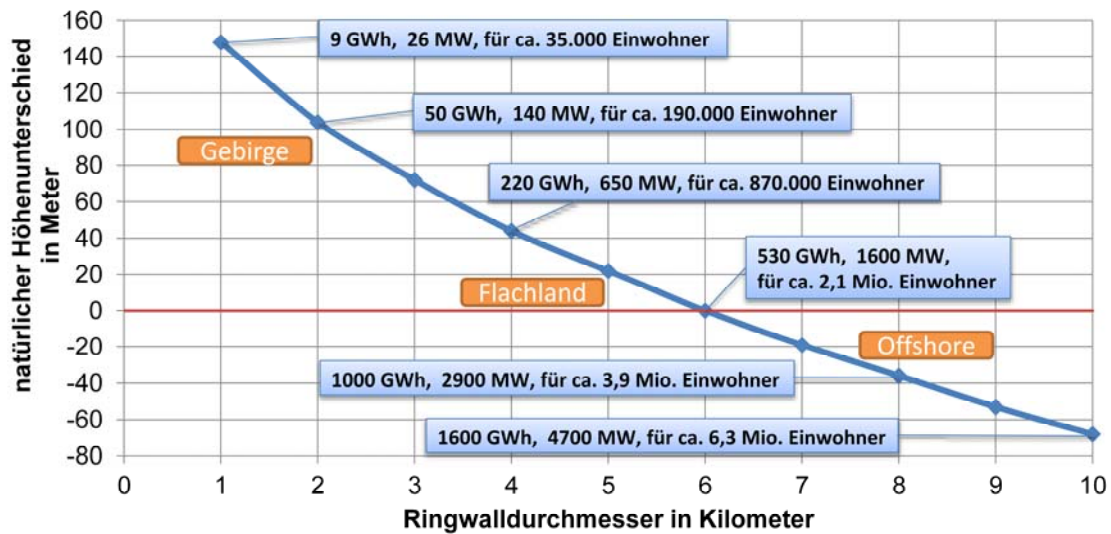 160
140
120
100
80
60
40
20
0
-20
-40
-60
-80
natürlicher Höhenunterschied
in Meter
9 GWh, 26 MW, für ca. 35.000 Einwohner
50 GWh, 140 MW, für ca. 190.000 Einwohner
Gebirge
220 GWh, 650 MW, für ca. 870.000 Einwohner
530 GWh, 1600 MW,
für ca. 2,1 Mio. Einwohner
Flachland
Offshore
1000 GWh, 2900 MW, für ca. 3,9 Mio. Einwohner
1600 GWh, 4700 MW, für ca. 6,3 Mio. Einwohner
0 1 2 3 4 5 6 7 8 9 10
Ringwalldurchmesser in Kilometer